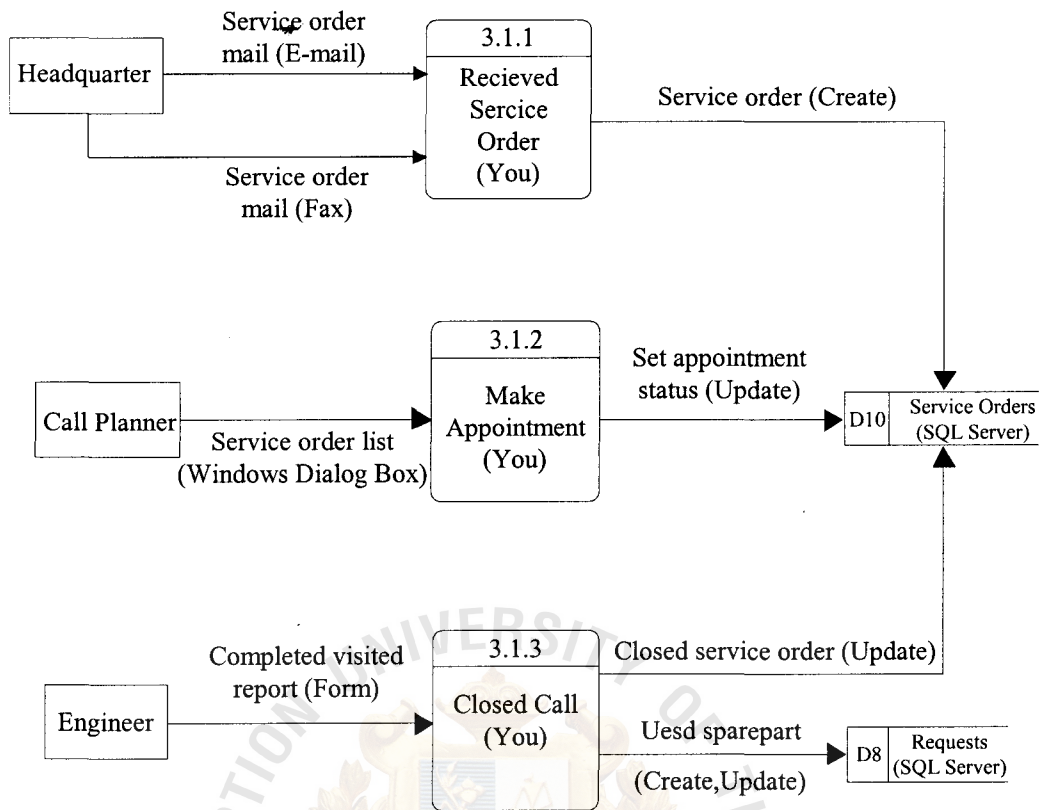 Headquarter
Service order
mail (E-mail)
Service order
mail (Fax)
3.1.1
Recieved
Sercice
Order
(You)
Service order (Create)
Call Planner
Service order list
(Windows Dialog Box)
3.1.2
Make
Appointment
(You)
Set appointment
status (Update)
D10
Service Orders
(SQL Server)
Engineer
Completed visited
report (Form)
3.1.3
Closed Call
(You)
Closed service order (Update)
Uesd sparepart
(Create,Update)
D8
Requests
(SQL Server)
UNIVERSITY OF